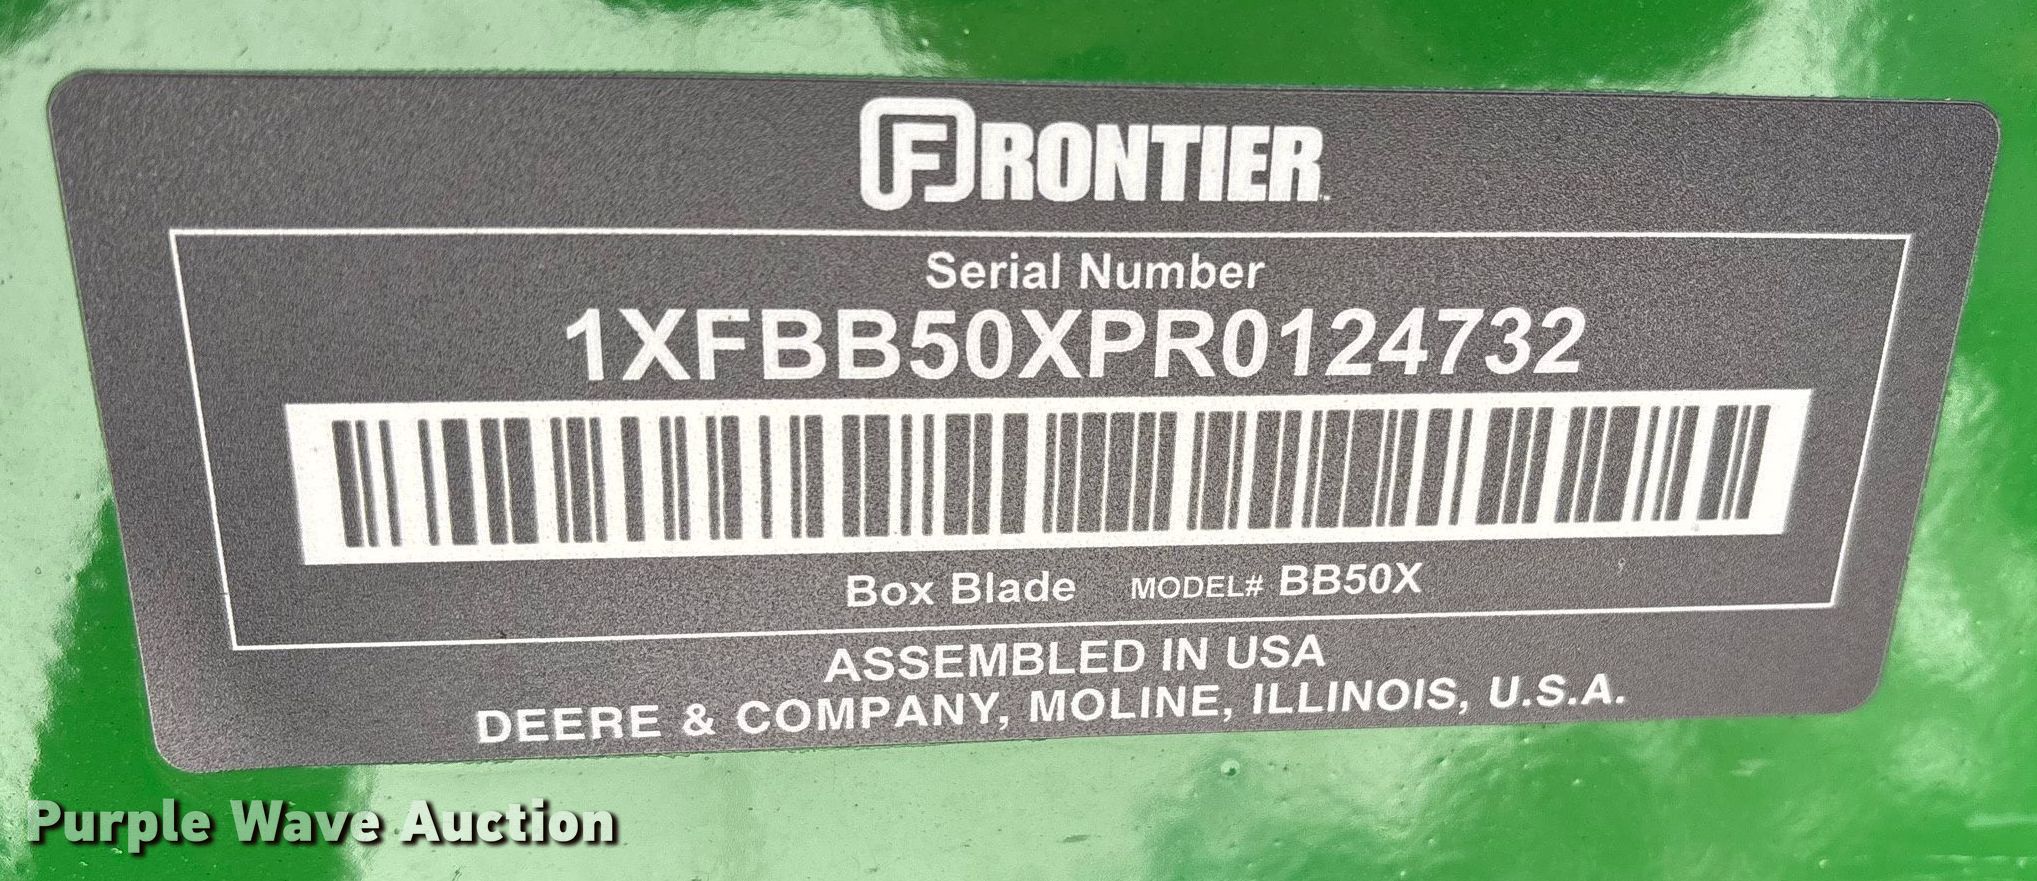 FRONTIER
Serial Number
1XFBB50XPR0124732
Box Blade MODEL# BB50X
ASSEMBLED IN USA
DEERE & COMPANY, MOLINE, ILLINOIS, U.S.A.
Purple Wave Auction